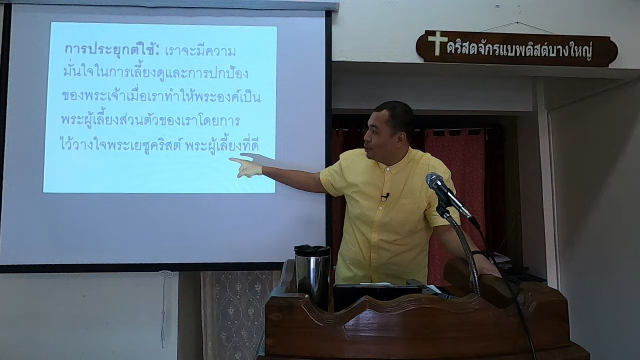 การประยุกต์ใช้: เราจะมีความ
มั่นใจในการเลี้ยงดูและการปกป้อง
ของพระเจ้าเมื่อเราทำให้พระองค์เป็น
พระผู้เลี้ยงส่วนตัวของเราโดยการ
ไว้วางใจพระเยซูคริสต์ พระผู้เลี้ยงที่ดี
คริสตจักรแบพติสต์บางใหญ่